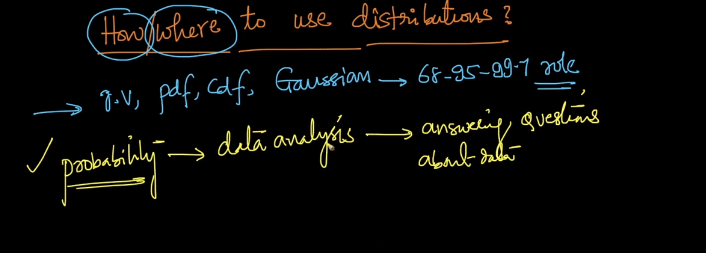 How/where to use distributions?
→ r.v, pdf, cdf, Gaussian → 68-95-99.7 rule
✓ probability → data analysis → answering questions
about data